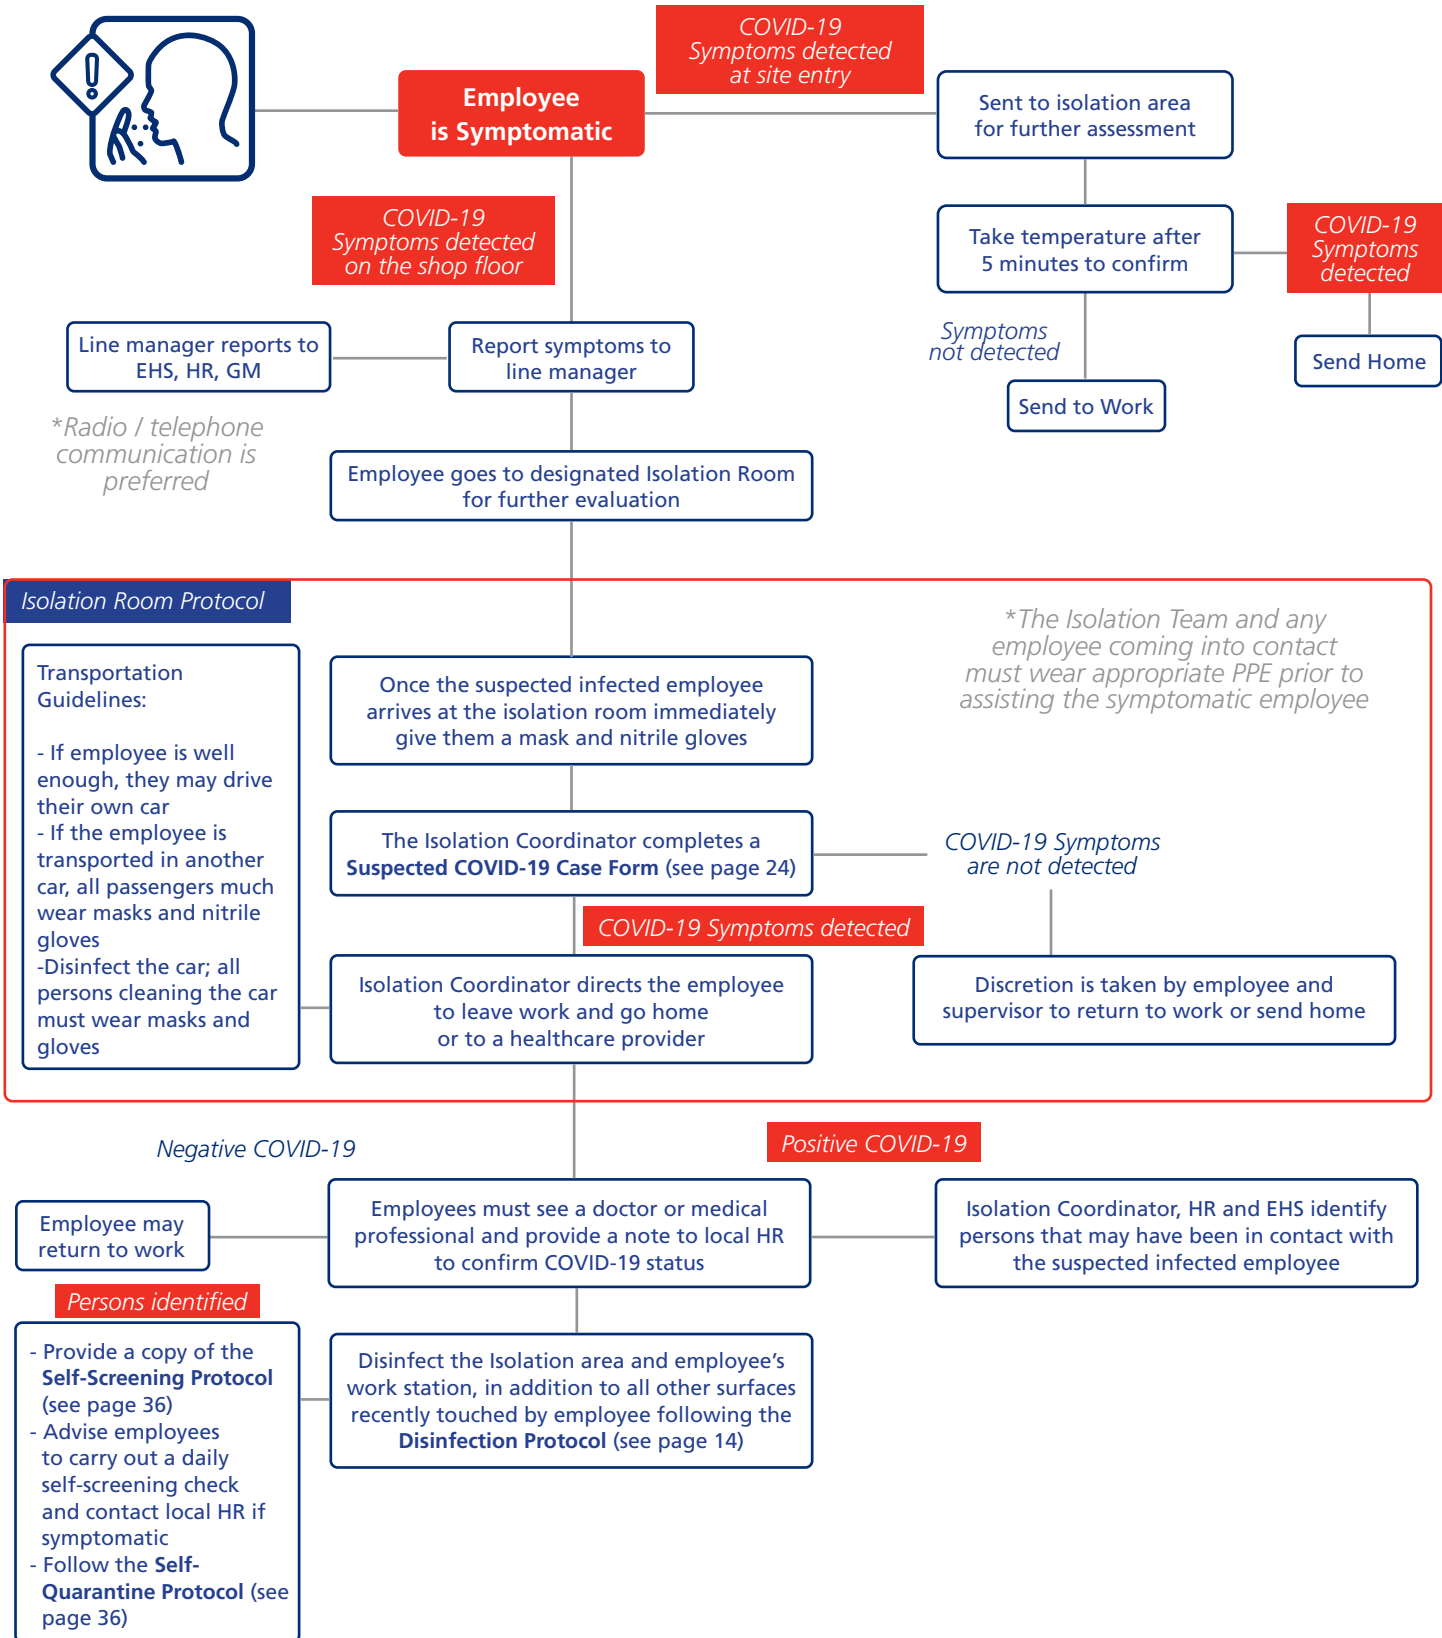 COVID-19
Symptoms detected
at site entry
Employee
is Symptomatic
Sent to isolation area
for further assessment
COVID-19
Symptoms detected
on the shop floor
Take temperature after
5 minutes to confirm
COVID-19
Symptoms
detected
Symptoms
not detected
Send Home
Send to Work
Line manager reports to
EHS, HR, GM
Report symptoms to
line manager
*Radio / telephone
communication is
preferred
Employee goes to designated Isolation Room
for further evaluation
Isolation Room Protocol
*The Isolation Team and any
employee coming into contact
must wear appropriate PPE prior to
assisting the symptomatic employee
Transportation
Guidelines:
- If employee is well
enough, they may drive
their own car
- If the employee is
transported in another
car, all passengers much
wear masks and nitrile
gloves
-Disinfect the car; all
persons cleaning the car
must wear masks and
gloves
Once the suspected infected employee
arrives at the isolation room immediately
give them a mask and nitrile gloves
The Isolation Coordinator completes a
Suspected COVID-19 Case Form (see page 24)
COVID-19 Symptoms
are not detected
COVID-19 Symptoms detected
Isolation Coordinator directs the employee
to leave work and go home
or to a healthcare provider
Discretion is taken by employee and
supervisor to return to work or send home
Negative COVID-19
Positive COVID-19
Employee may
return to work
Employees must see a doctor or medical
professional and provide a note to local HR
to confirm COVID-19 status
Isolation Coordinator, HR and EHS identify
persons that may have been in contact with
the suspected infected employee
Persons identified
- Provide a copy of the
Self-Screening Protocol
(see page 36)
- Advise employees
to carry out a daily
self-screening check
and contact local HR if
symptomatic
- Follow the Self-
Quarantine Protocol (see
page 36)
Disinfect the Isolation area and employee's
work station, in addition to all other surfaces
recently touched by employee following the
Disinfection Protocol (see page 14)